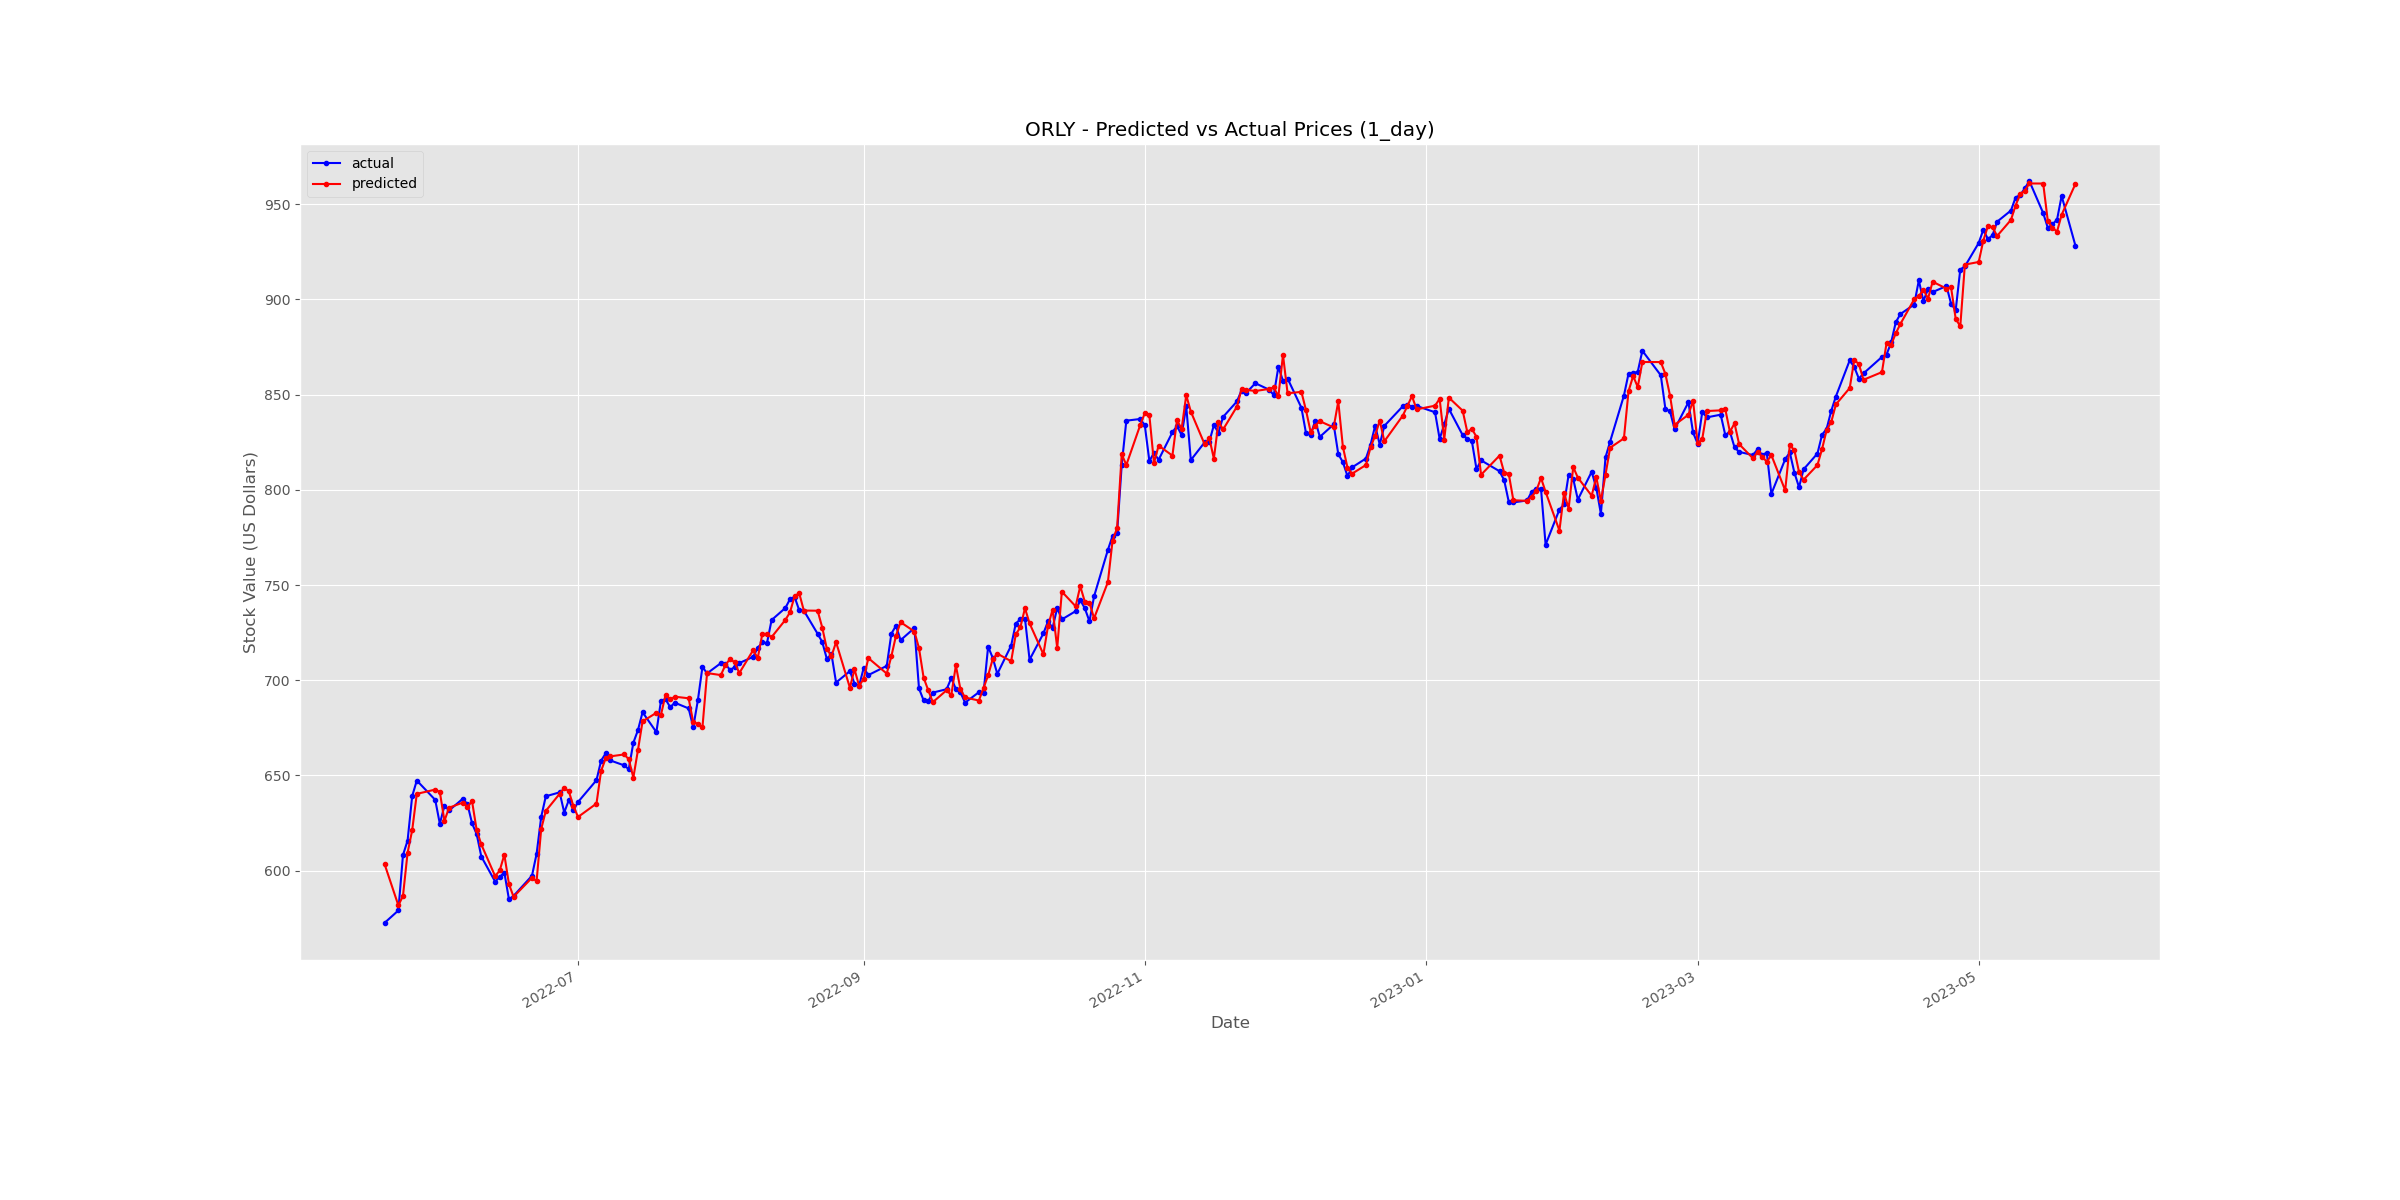 ORLY - Predicted vs Actual Prices (1_day)
actual
predicted
950
900
850
800
750
700
650
600
Stock Value (US Dollars)
2022-07
2022-09
2022-11
2023-01
2023-03
2023-05
Date